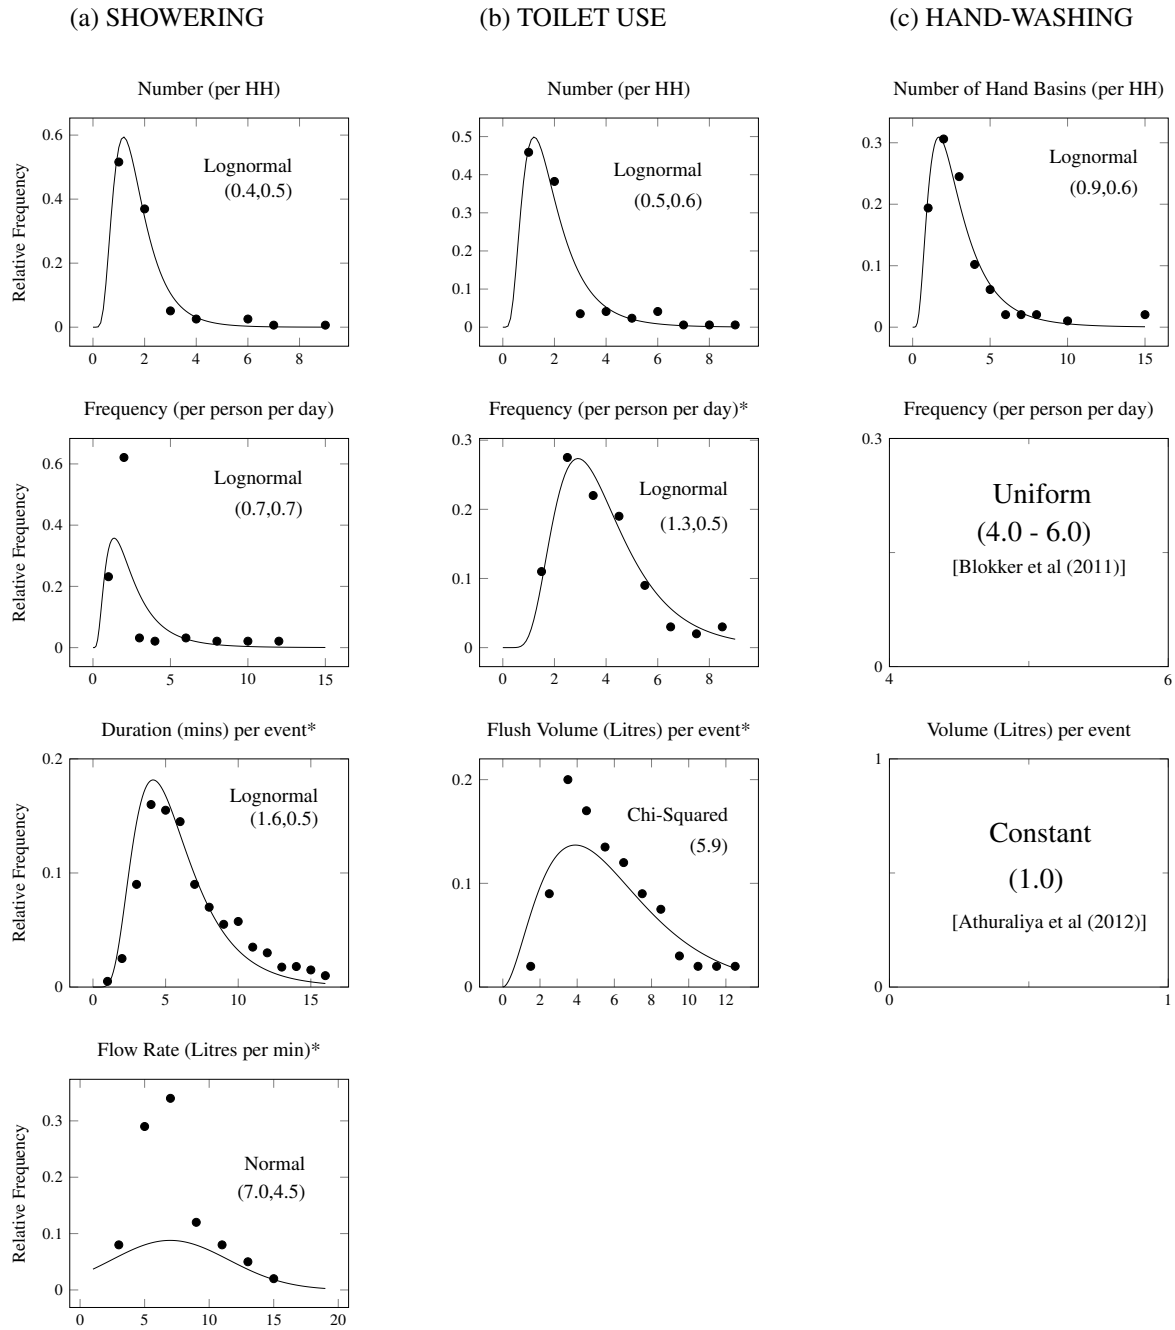 (a) SHOWERING
(b) TOILET USE
(c) HAND-WASHING
Number (per HH)
Number (per HH)
Number of Hand Basins (per HH)
Relative Frequency
0.6
0.4
0.2
0
0 2 4 6 8
Lognormal
(0.4,0.5)
0.5
0.4
0.3
0.2
0.1
0
0 2 4 6 8
Lognormal
(0.5,0.6)
0.3
0.2
0.1
0
0 5 10 15
Lognormal
(0.9,0.6)
Frequency (per person per day)
Frequency (per person per day)*
Frequency (per person per day)
Relative Frequency
0.6
0.4
0.2
0
0 5 10 15
Lognormal
(0.7,0.7)
0.3
0.2
0.1
0
0 2 4 6 8
Lognormal
(1.3,0.5)
0.3
0
4 6
Uniform
(4.0 - 6.0)
[Blokker et al (2011)]
Duration (mins) per event*
Flush Volume (Litres) per event*
Volume (Litres) per event
Relative Frequency
0.2
0.1
0
0 5 10 15
Lognormal
(1.6,0.5)
0.2
0.1
0
0 2 4 6 8 10 12
Chi-Squared
(5.9)
1
0
0 1
Constant
(1.0)
[Athuraliya et al (2012)]
Flow Rate (Litres per min)*
Relative Frequency
0.3
0.2
0.1
0
0 5 10 15 20
Normal
(7.0,4.5)